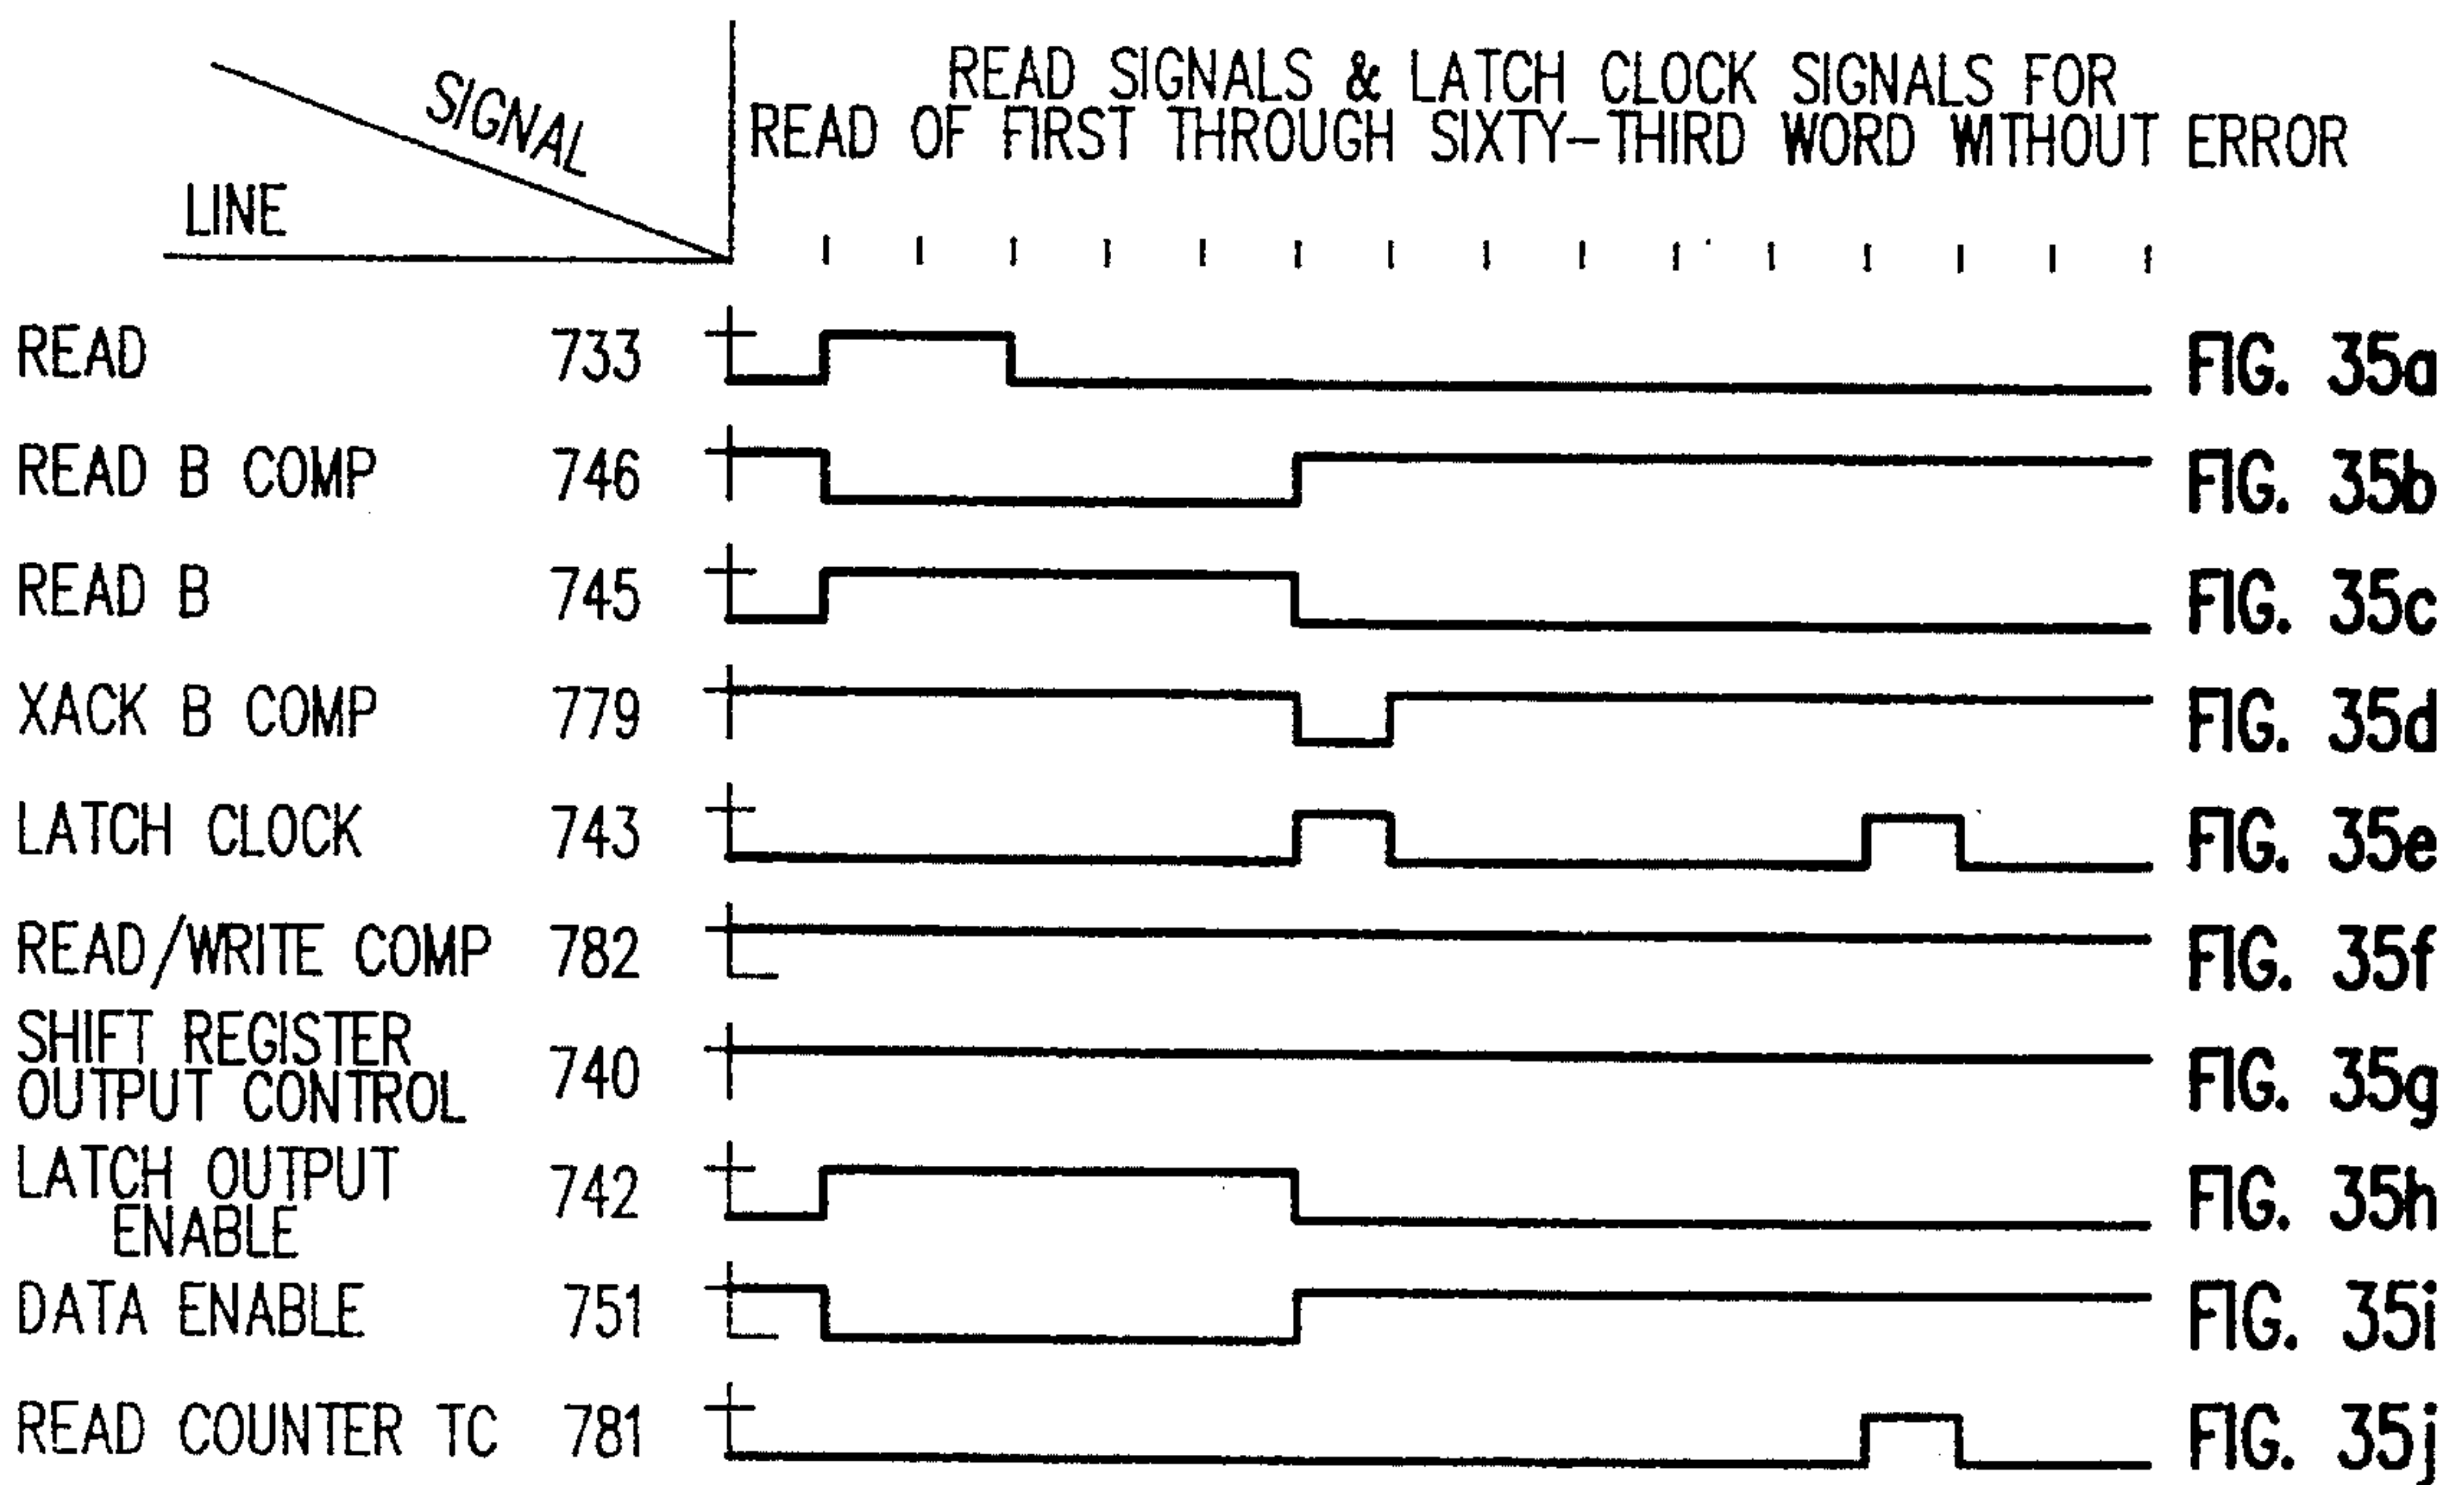 SIGNAL
LINE
READ SIGNALS & LATCH CLOCK SIGNALS FOR
READ OF FIRST THROUGH SIXTY-THIRD WORD WITHOUT ERROR
READ 733 FIG. 35a
READ B COMP 746 FIG. 35b
READ B 745 FIG. 35c
XACK B COMP 779 FIG. 35d
LATCH CLOCK 743 FIG. 35e
READ/WRITE COMP 782 FIG. 35f
SHIFT REGISTER
OUTPUT CONTROL 740 FIG. 35g
LATCH OUTPUT
ENABLE 742 FIG. 35h
DATA ENABLE 751 FIG. 35i
READ COUNTER TC 781 FIG. 35j